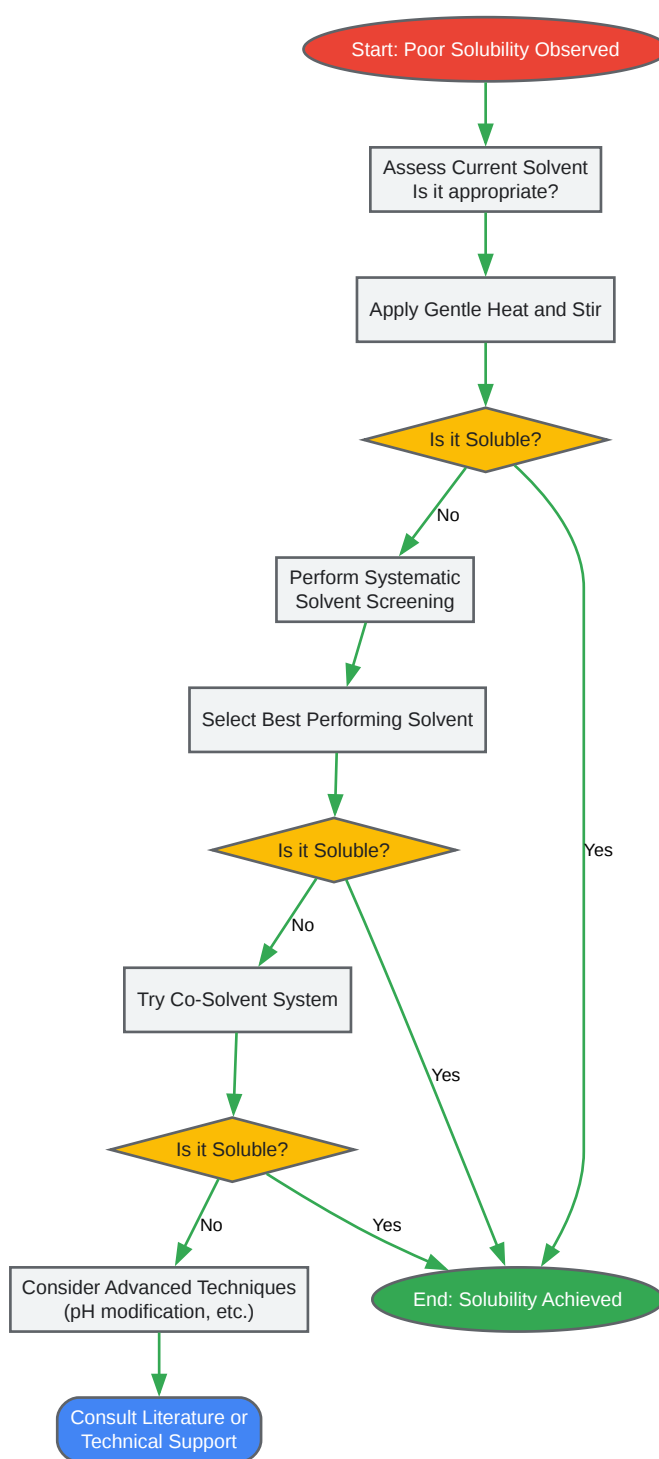 Start: Poor Solubility Observed
Assess Current Solvent
Is it appropriate?
Apply Gentle Heat and Stir
Is it Soluble?
No
Perform Systematic
Solvent Screening
Select Best Performing Solvent
Is it Soluble?
Yes
No
Try Co-Solvent System
Yes
Is it Soluble?
No
Yes
Consider Advanced Techniques
(pH modification, etc.)
End: Solubility Achieved
Consult Literature or
Technical Support